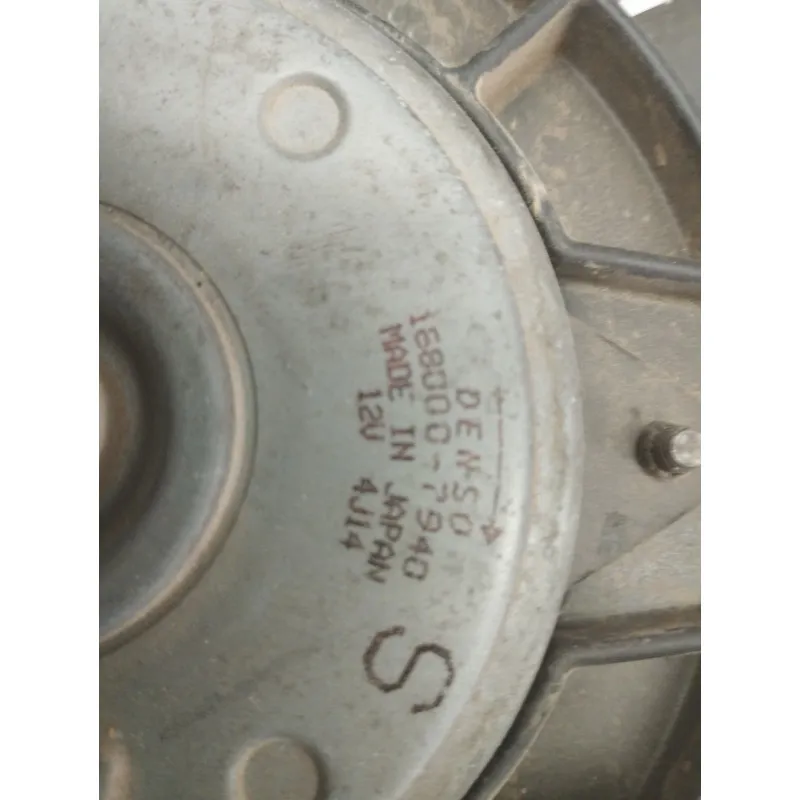 DENSO
168000-7940
MADE IN JAPAN
12V 4J14
S